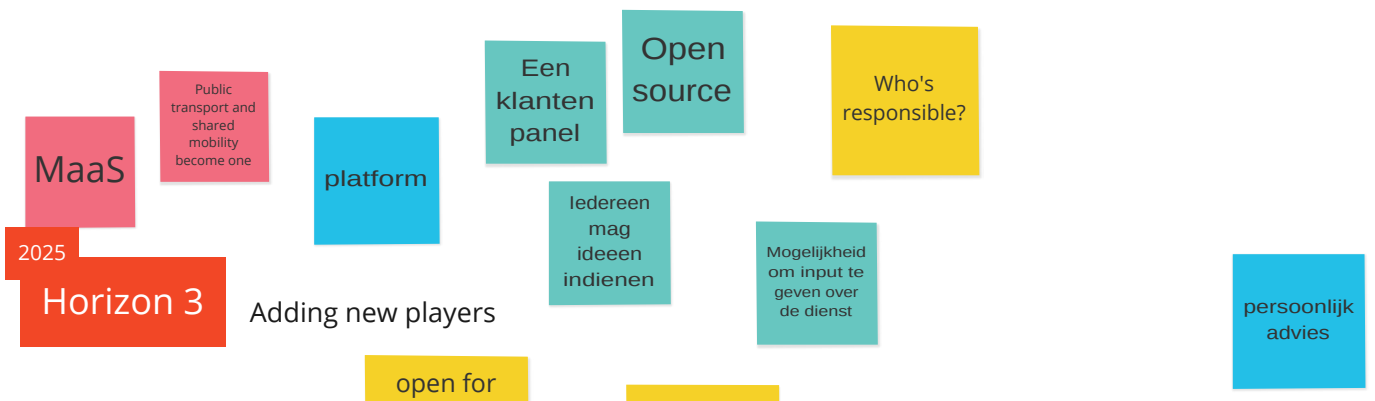 MaaS
Public
transport and
shared
mobility
become one
platform
Een
klanten
panel
Open
source
Who's
responsible?
Iedereen
mag
ideeen
indienen
Mogelijkheid
om input te
geven over
de dienst
persoonlijk
advies
2025
Horizon 3
Adding new players
open for